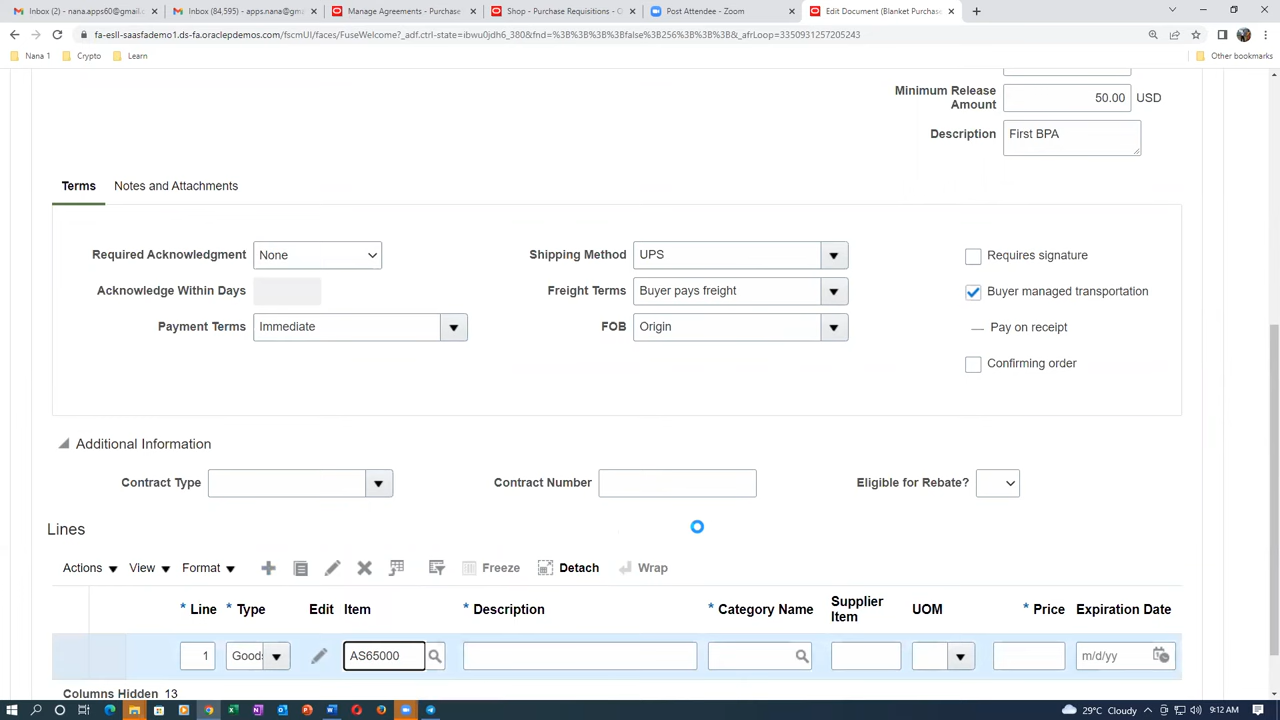 Inbox (2) - nana.apps60@gmail.c
Inbox (84,595) - apps.nana@gma
Manage Agreements - Purchase
Shop - Purchase Requisitions - O
Post Attendee - Zoom
Edit Document (Blanket Purchase
fa-esll-saasfademo1.ds-fa.oraclepdemos.com/fscmUI/faces/FuseWelcome?_adf.ctrl-state=ibwu0jdh6_380&fnd=%3B%3B%3B%3Bfalse%3B256%3B%3B%3B&_afrLoop=3350931257205243
Nana 1
Crypto
Learn
Other bookmarks
Minimum Release Amount 50.00 USD
Description First BPA
Terms Notes and Attachments
Required Acknowledgment None
Shipping Method UPS
Requires signature
Acknowledge Within Days
Freight Terms Buyer pays freight
Buyer managed transportation
Payment Terms Immediate
FOB Origin
Pay on receipt
Confirming order
Additional Information
Contract Type
Contract Number
Eligible for Rebate?
Lines
Actions View Format Freeze Detach Wrap
* Line * Type Edit Item * Description * Category Name Supplier Item UOM * Price Expiration Date
1 Goods AS65000 m/d/yy
Columns Hidden 13
29°C Cloudy 9:12 AM